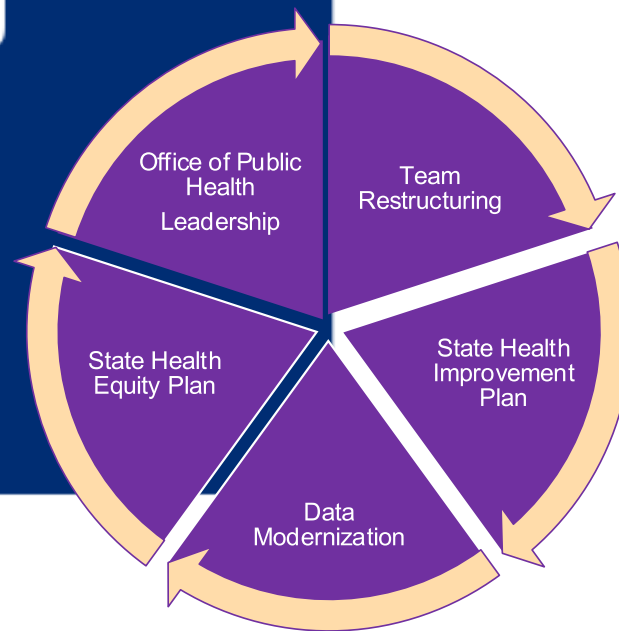 Office of Public
Health
Leadership
Team
Restructuring
State Health
Improvement
Plan
Data
Modernization
State Health
Equity Plan